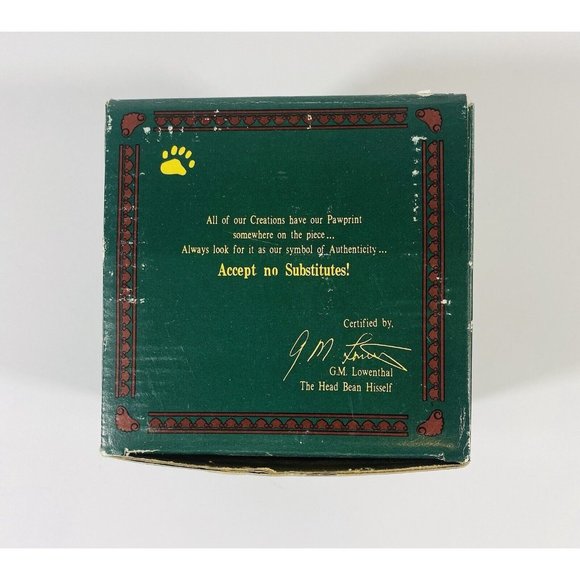 All of our Creations have our Pawprint
somewhere on the piece...
Always look for it as our symbol of Authenticity...
Accept no Substitutes!
Certified by,
G.M. Lowenthal
G.M. Lowenthal
The Head Bean Hisself